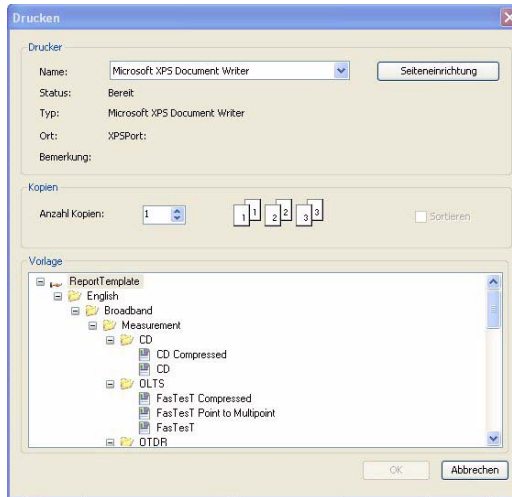 Drucken
Drucker
Name: Microsoft XPS Document Writer Seiteneinrichtung
Status: Bereit
Typ: Microsoft XPS Document Writer
Ort: XPSPort:
Bemerkung:
Kopien
Anzahl Kopien: 1 1 1 2 2 3 3 Sortieren
Vorlage
ReportTemplate
English
Broadband
Measurement
CD
CD Compressed
CD
OLTS
FasTesT Compressed
FasTesT Point to Multipoint
FasTesT
OTDR
OK Abbrechen